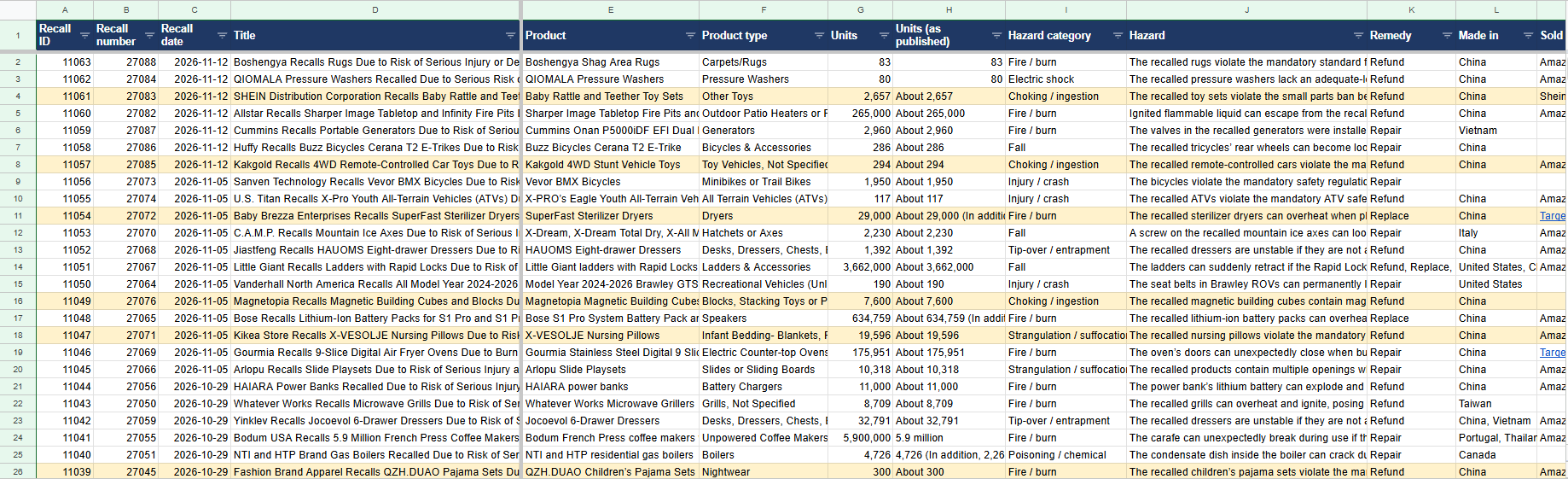 A B C D E F G H I J K L
1 Recall ID Recall number Recall date Title Product Product type Units Units (as published) Hazard category Hazard Remedy Made in Sold
2 11063 27088 2026-11-12 Boshengya Recalls Rugs Due to Risk of Serious Injury or De Boshengya Shag Area Rugs Carpets/Rugs 83 83 Fire / burn The recalled rugs violate the mandatory standard f Refund China Amaz
3 11062 27084 2026-11-12 QIOMALA Pressure Washers Recalled Due to Serious Risk o QIOMALA Pressure Washers Pressure Washers 80 80 Electric shock The recalled pressure washers lack an adequate-l Refund China Amaz
4 11061 27083 2026-11-12 SHEIN Distribution Corporation Recalls Baby Rattle and Teet Baby Rattle and Teether Toy Sets Other Toys 2,657 About 2,657 Choking / ingestion The recalled toy sets violate the small parts ban be Refund China Shein
5 11060 27082 2026-11-12 Allstar Recalls Sharper Image Tabletop and Infinity Fire Pits Sharper Image Tabletop Fire Pits and Outdoor Patio Heaters or F 265,000 About 265,000 Fire / burn Ignited flammable liquid can escape from the recal Refund China Amaz
6 11059 27087 2026-11-12 Cummins Recalls Portable Generators Due to Risk of Seriou Cummins Onan P5000iDF EFI Dual Generators 2,960 About 2,960 Fire / burn The valves in the recalled generators were installe Repair Vietnam
7 11058 27086 2026-11-12 Huffy Recalls Buzz Bicycles Cerana T2 E-Trikes Due to Risk Buzz Bicycles Cerana T2 E-Trike Bicycles & Accessories 286 About 286 Fall The recalled tricycles' rear wheels can become loc Repair China Amaz
8 11057 27085 2026-11-12 Kakgold Recalls 4WD Remote-Controlled Car Toys Due to R Kakgold 4WD Stunt Vehicle Toys Toy Vehicles, Not Specified 294 About 294 Choking / ingestion The recalled remote-controlled cars violate the ma Refund China Amaz
9 11056 27073 2026-11-05 Sanven Technology Recalls Vevor BMX Bicycles Due to Risk Vevor BMX Bicycles Minibikes or Trail Bikes 1,950 About 1,950 Injury / crash The bicycles violate the mandatory safety regulatic Repair
10 11055 27074 2026-11-05 U.S. Titan Recalls X-Pro Youth All-Terrain Vehicles (ATVs) D X-PRO's Eagle Youth All-Terrain Veh All Terrain Vehicles (ATVs) 117 About 117 Injury / crash The recalled ATVs violate the mandatory ATV safe Refund China Amaz
11 11054 27072 2026-11-05 Baby Brezza Enterprises Recalls SuperFast Sterilizer Dryers SuperFast Sterilizer Dryers Dryers 29,000 About 29,000 (In additi Fire / burn The recalled sterilizer dryers can overheat when pl Replace China Targe
12 11053 27070 2026-11-05 C.A.M.P. Recalls Mountain Ice Axes Due to Risk of Serious I X-Dream, X-Dream Total Dry, X-All M Hatchets or Axes 2,230 About 2,230 Fall A screw on the recalled mountain ice axes can loo Repair Italy Amaz
13 11052 27068 2026-11-05 Jiastfeng Recalls HAUOMS Eight-drawer Dressers Due to Ri HAUOMS Eight-drawer Dressers Desks, Dressers, Chests, B 1,392 About 1,392 Tip-over / entrapment The recalled dressers are unstable if they are not a Refund China Amaz
14 11051 27067 2026-11-05 Little Giant Recalls Ladders with Rapid Locks Due to Risk of Little Giant ladders with Rapid Locks Ladders & Accessories 3,662,000 About 3,662,000 Fall The ladders can suddenly retract if the Rapid Lock Refund, Replace, United States, C Amaz
15 11050 27064 2026-11-05 Vanderhall North America Recalls All Model Year 2024-2026 Model Year 2024-2026 Brawley GTS Recreational Vehicles (Unl 190 About 190 Injury / crash The seat belts in Brawley ROVs can permanently l Repair United States
16 11049 27076 2026-11-05 Magnetopia Recalls Magnetic Building Cubes and Blocks Du Magnetopia Magnetic Building Cubes Blocks, Stacking Toys or P 7,600 About 7,600 Choking / ingestion The recalled magnetic building cubes contain mag Refund China
17 11048 27065 2026-11-05 Bose Recalls Lithium-Ion Battery Packs for S1 Pro and S1 Pr Bose S1 Pro System Battery Pack ar Speakers 634,759 About 634,759 (In addit Fire / burn The recalled lithium-ion battery packs can overhea Replace China Amaz
18 11047 27071 2026-11-05 Kikea Store Recalls X-VESOLJE Nursing Pillows Due to Risk X-VESOLJE Nursing Pillows Infant Bedding- Blankets, P 19,596 About 19,596 Strangulation / suffocation The recalled nursing pillows violate the mandatory Refund China Amaz
19 11046 27069 2026-11-05 Gourmia Recalls 9-Slice Digital Air Fryer Ovens Due to Burn Gourmia Stainless Steel Digital 9 Slic Electric Counter-top Ovens 175,951 About 175,951 Fire / burn The oven's doors can unexpectedly close when bu Repair China Targe
20 11045 27066 2026-11-05 Arlopu Recalls Slide Playsets Due to Risk of Serious Injury a Arlopu Slide Playsets Slides or Sliding Boards 10,318 About 10,318 Strangulation / suffocation The recalled products contain multiple openings w Repair China Amaz
21 11044 27056 2026-10-29 HAIARA Power Banks Recalled Due to Risk of Serious Injury HAIARA power banks Battery Chargers 11,000 About 11,000 Fire / burn The power bank's lithium battery can explode and Refund China Amaz
22 11043 27050 2026-10-29 Whatever Works Recalls Microwave Grills Due to Risk of Ser Whatever Works Microwave Grillers Grills, Not Specified 8,709 About 8,709 Fire / burn The recalled grills can overheat and ignite, posing Refund Taiwan
23 11042 27059 2026-10-29 Yinklev Recalls Jocoevol 6-Drawer Dressers Due to Risk of S Jocoevol 6-Drawer Dressers Desks, Dressers, Chests, B 32,791 About 32,791 Tip-over / entrapment The recalled dressers are unstable if they are not a Refund China, Vietnam Amaz
24 11041 27055 2026-10-29 Bodum USA Recalls 5.9 Million French Press Coffee Makers Bodum French Press coffee makers Unpowered Coffee Makers 5,900,000 5.9 million Fire / burn The carafe can unexpectedly break during use if th Repair Portugal, Thailan Amaz
25 11040 27051 2026-10-29 NTI and HTP Brand Gas Boilers Recalled Due to Risk of Ser NTI and HTP residential gas boilers Boilers 4,726 4,726 (In addition, 2,26 Poisoning / chemical The condensate dish inside the boiler can crack du Repair Canada
26 11039 27045 2026-10-29 Fashion Brand Apparel Recalls QZH.DUAO Pajama Sets Du QZH.DUAO Children's Pajama Sets Nightwear 300 About 300 Fire / burn The recalled children's pajama sets violate the ma Refund China Amaz